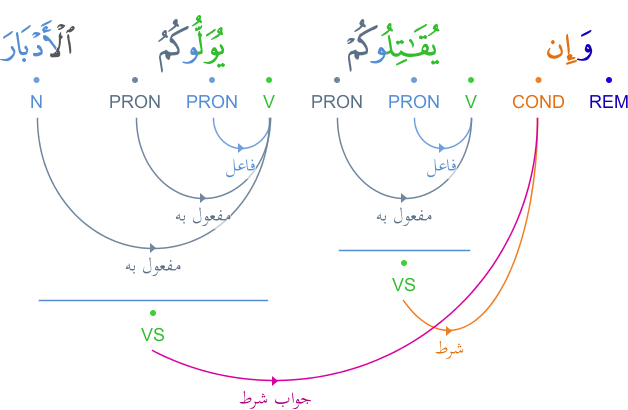 وَإِن يُقَـٰتِلُوكُمْ يُوَلُّوكُمُ ٱلْأَدْبَارَ
REM COND V PRON PRON V PRON PRON N
فاعل فاعل
مفعول به مفعول به
مفعول به
VS
VS
شرط
جواب شرط